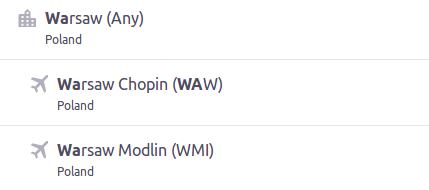 Warsaw (Any)
Poland
Warsaw Chopin (WAW)
Poland
Warsaw Modlin (WMI)
Poland